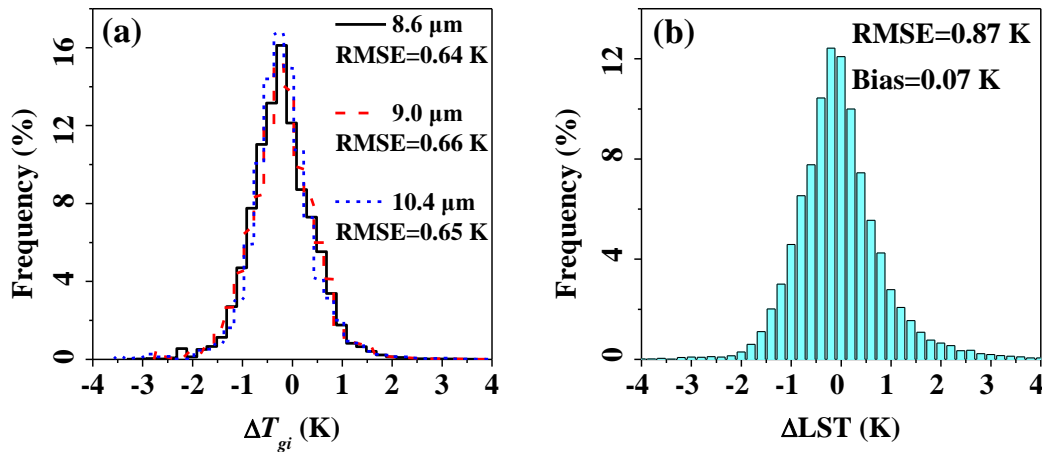 (a)
8.6 μm
RMSE=0.64 K
9.0 μm
RMSE=0.66 K
10.4 μm
RMSE=0.65 K
Frequency (%)
16
12
8
4
0
-4 -3 -2 -1 0 1 2 3 4
ΔTgi (K)
(b)
RMSE=0.87 K
Bias=0.07 K
Frequency (%)
12
8
4
0
-4 -3 -2 -1 0 1 2 3 4
ΔLST (K)